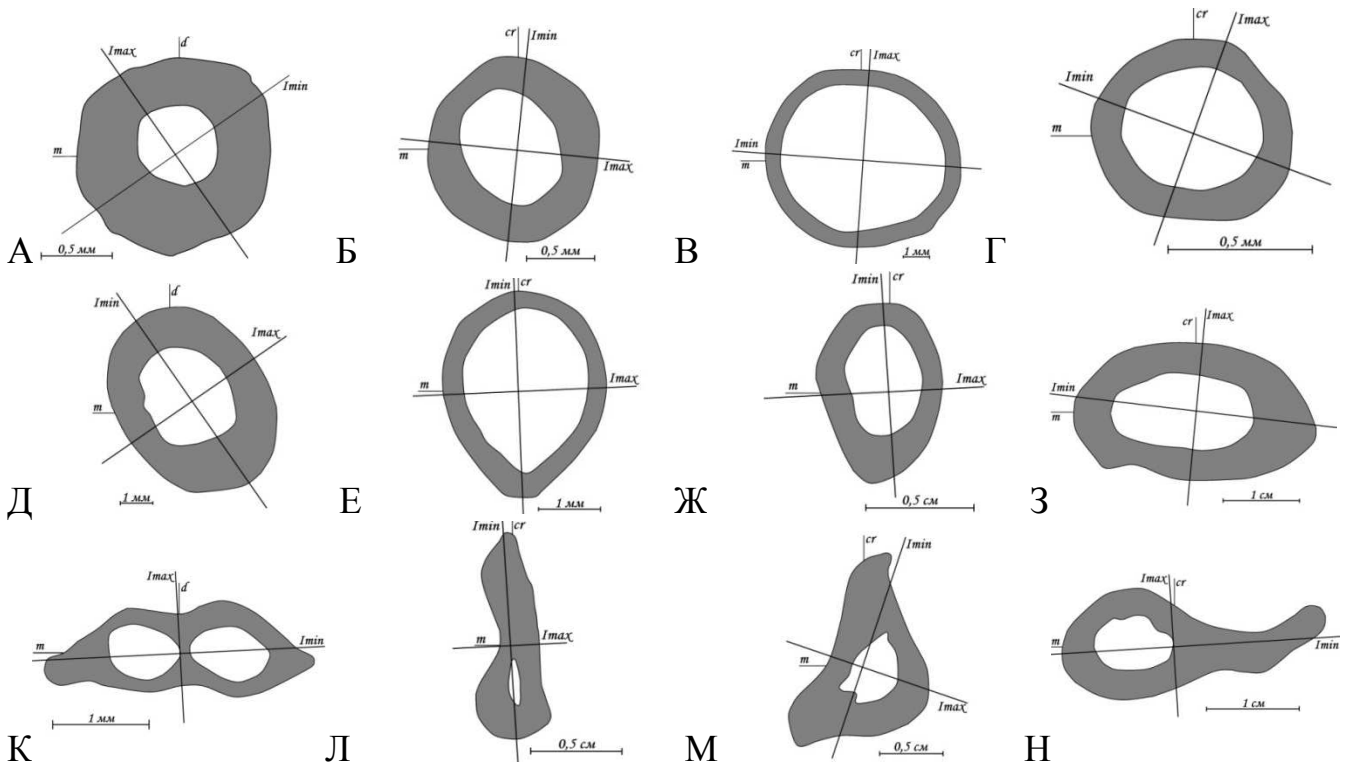 Imax d Imin m 0,5 мм А
cr Imin m Imax 0,5 мм Б
cr Imax Imin m 1 мм В
cr Imax Imin m 0,5 мм Г
Imin d Imax m 1 мм Д
Imin cr m Imax 1 мм Е
Imin cr m Imax 0,5 см Ж
cr Imax Imin m 1 см З
Imax d m Imin 1 мм К
Imin cr m Imax 0,5 см Л
cr Imin m Imax 0,5 см М
Imax cr m Imin 1 см Н